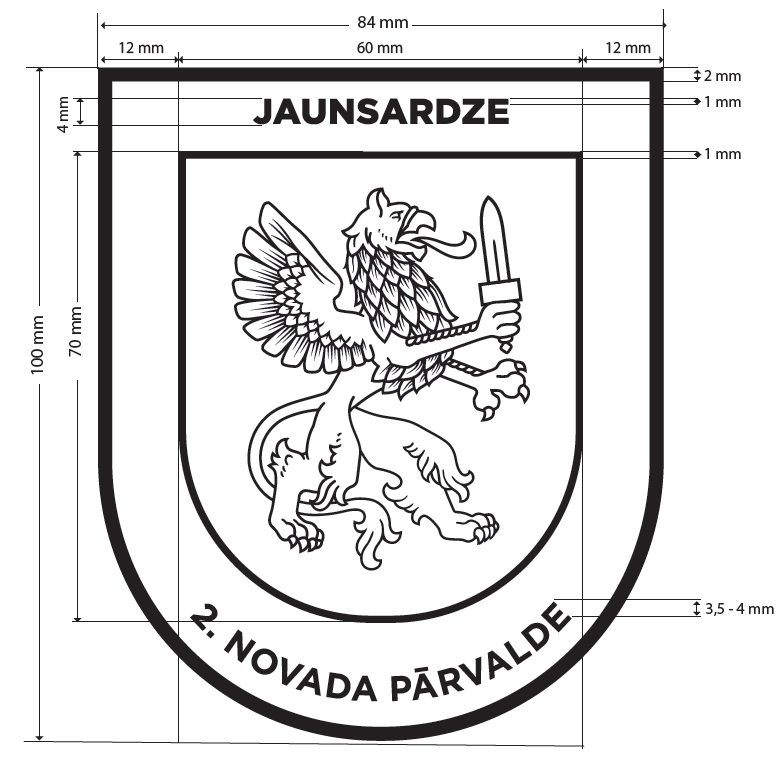 84 mm
12 mm
60 mm
12 mm
2 mm
4 mm
JAUNSARDZE
1 mm
1 mm
100 mm
70 mm
3,5 - 4 mm
2. NOVADA PĀRVALDE